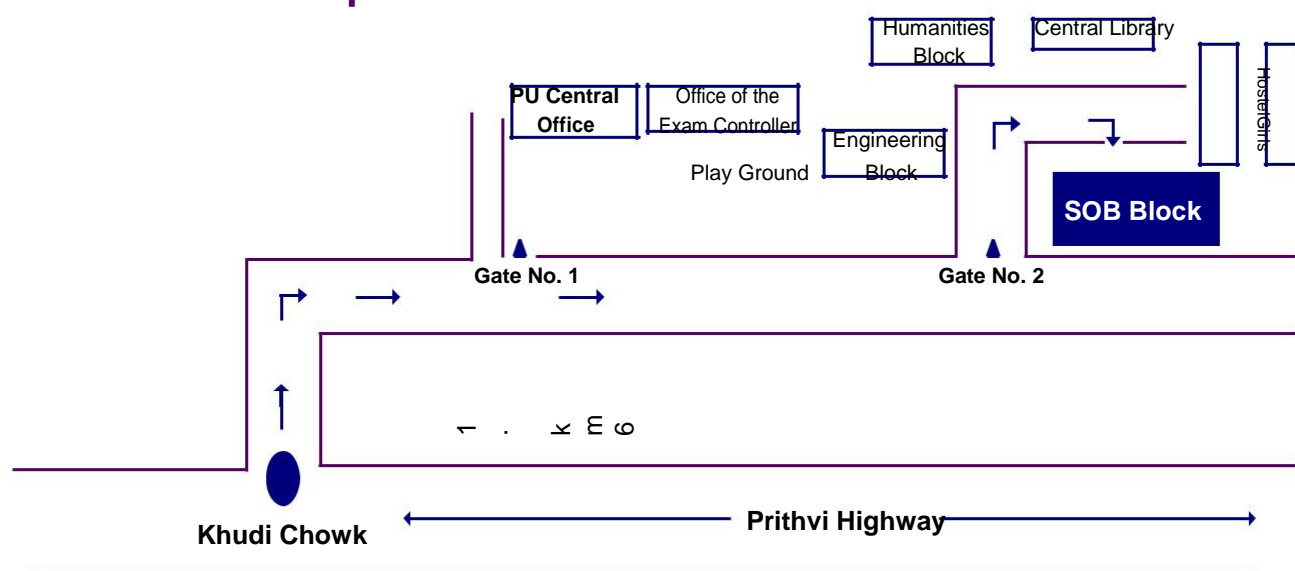 Humanities
Block
Central Library
PU Central
Office
Office of the
Exam Controller
Engineering
Block
Play Ground
HostelGirls
SOB Block
Gate No. 1
Gate No. 2
1 . k m 6
Khudi Chowk
Prithvi Highway